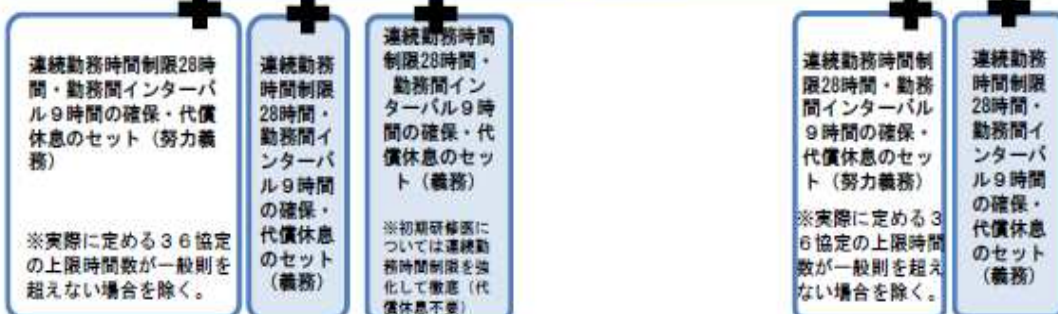 連続勤務時間制限28時
間・勤務間インターバ
ル９時間の確保・代償
休息のセット（努力義
務）
※実際に定める３６協定
の上限時間数が一般則を
超えない場合を除く。
連続勤務
時間制限
28時間・
勤務間イ
ンターバ
ル９時間
の確保・
代償休息
のセット
（義務）
連続勤務時間
制限28時間・
勤務間イン
ターバル９時
間の確保・代
償休息のセッ
ト（義務）
※初期研修医に
ついては連続勤
務時間制限を強
化して徹底（代
償休息不要）
連続勤務時間制
限28時間・勤務
間インターバル
９時間の確保・
代償休息のセッ
ト（努力義務）
※実際に定める３
６協定の上限時間
数が一般則を超え
ない場合を除く。
連続勤務
時間制限
28時間・
勤務間イ
ンターバ
ル９時間
の確保・
代償休息
のセット
（義務）